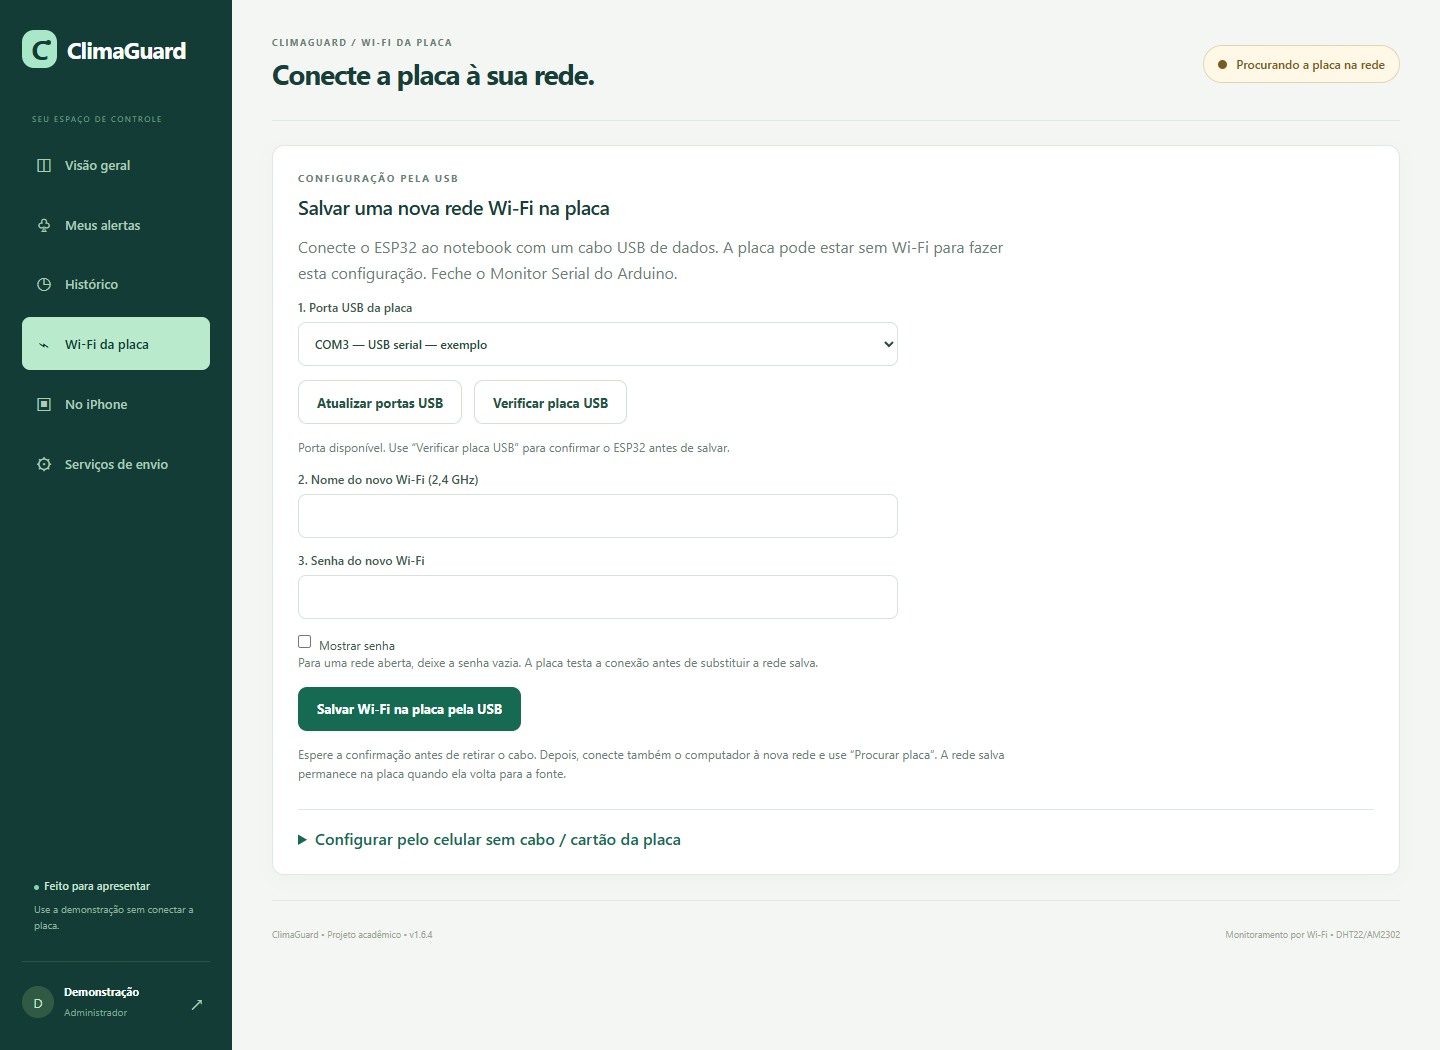 C ClimaGuard
SEU ESPAÇO DE CONTROLE
Visão geral
Meus alertas
Histórico
Wi-Fi da placa
No iPhone
Serviços de envio
Feito para apresentar
Use a demonstração sem conectar a
placa.
D
Demonstração
Administrador
CLIMAGUARD / WI-FI DA PLACA
Conecte a placa à sua rede.
Procurando a placa na rede
CONFIGURAÇÃO PELA USB
Salvar uma nova rede Wi-Fi na placa
Conecte o ESP32 ao notebook com um cabo USB de dados. A placa pode estar sem Wi-Fi para fazer
esta configuração. Feche o Monitor Serial do Arduino.
1. Porta USB da placa
COM3 — USB serial — exemplo
Atualizar portas USB
Verificar placa USB
Porta disponível. Use “Verificar placa USB” para confirmar o ESP32 antes de salvar.
2. Nome do novo Wi-Fi (2,4 GHz)
3. Senha do novo Wi-Fi
Mostrar senha
Para uma rede aberta, deixe a senha vazia. A placa testa a conexão antes de substituir a rede salva.
Salvar Wi-Fi na placa pela USB
Espere a confirmação antes de retirar o cabo. Depois, conecte também o computador à nova rede e use “Procurar placa”. A rede salva
permanece na placa quando ela volta para a fonte.
Configurar pelo celular sem cabo / cartão da placa
ClimaGuard • Projeto acadêmico • v1.6.4
Monitoramento por Wi-Fi • DHT22/AM2302